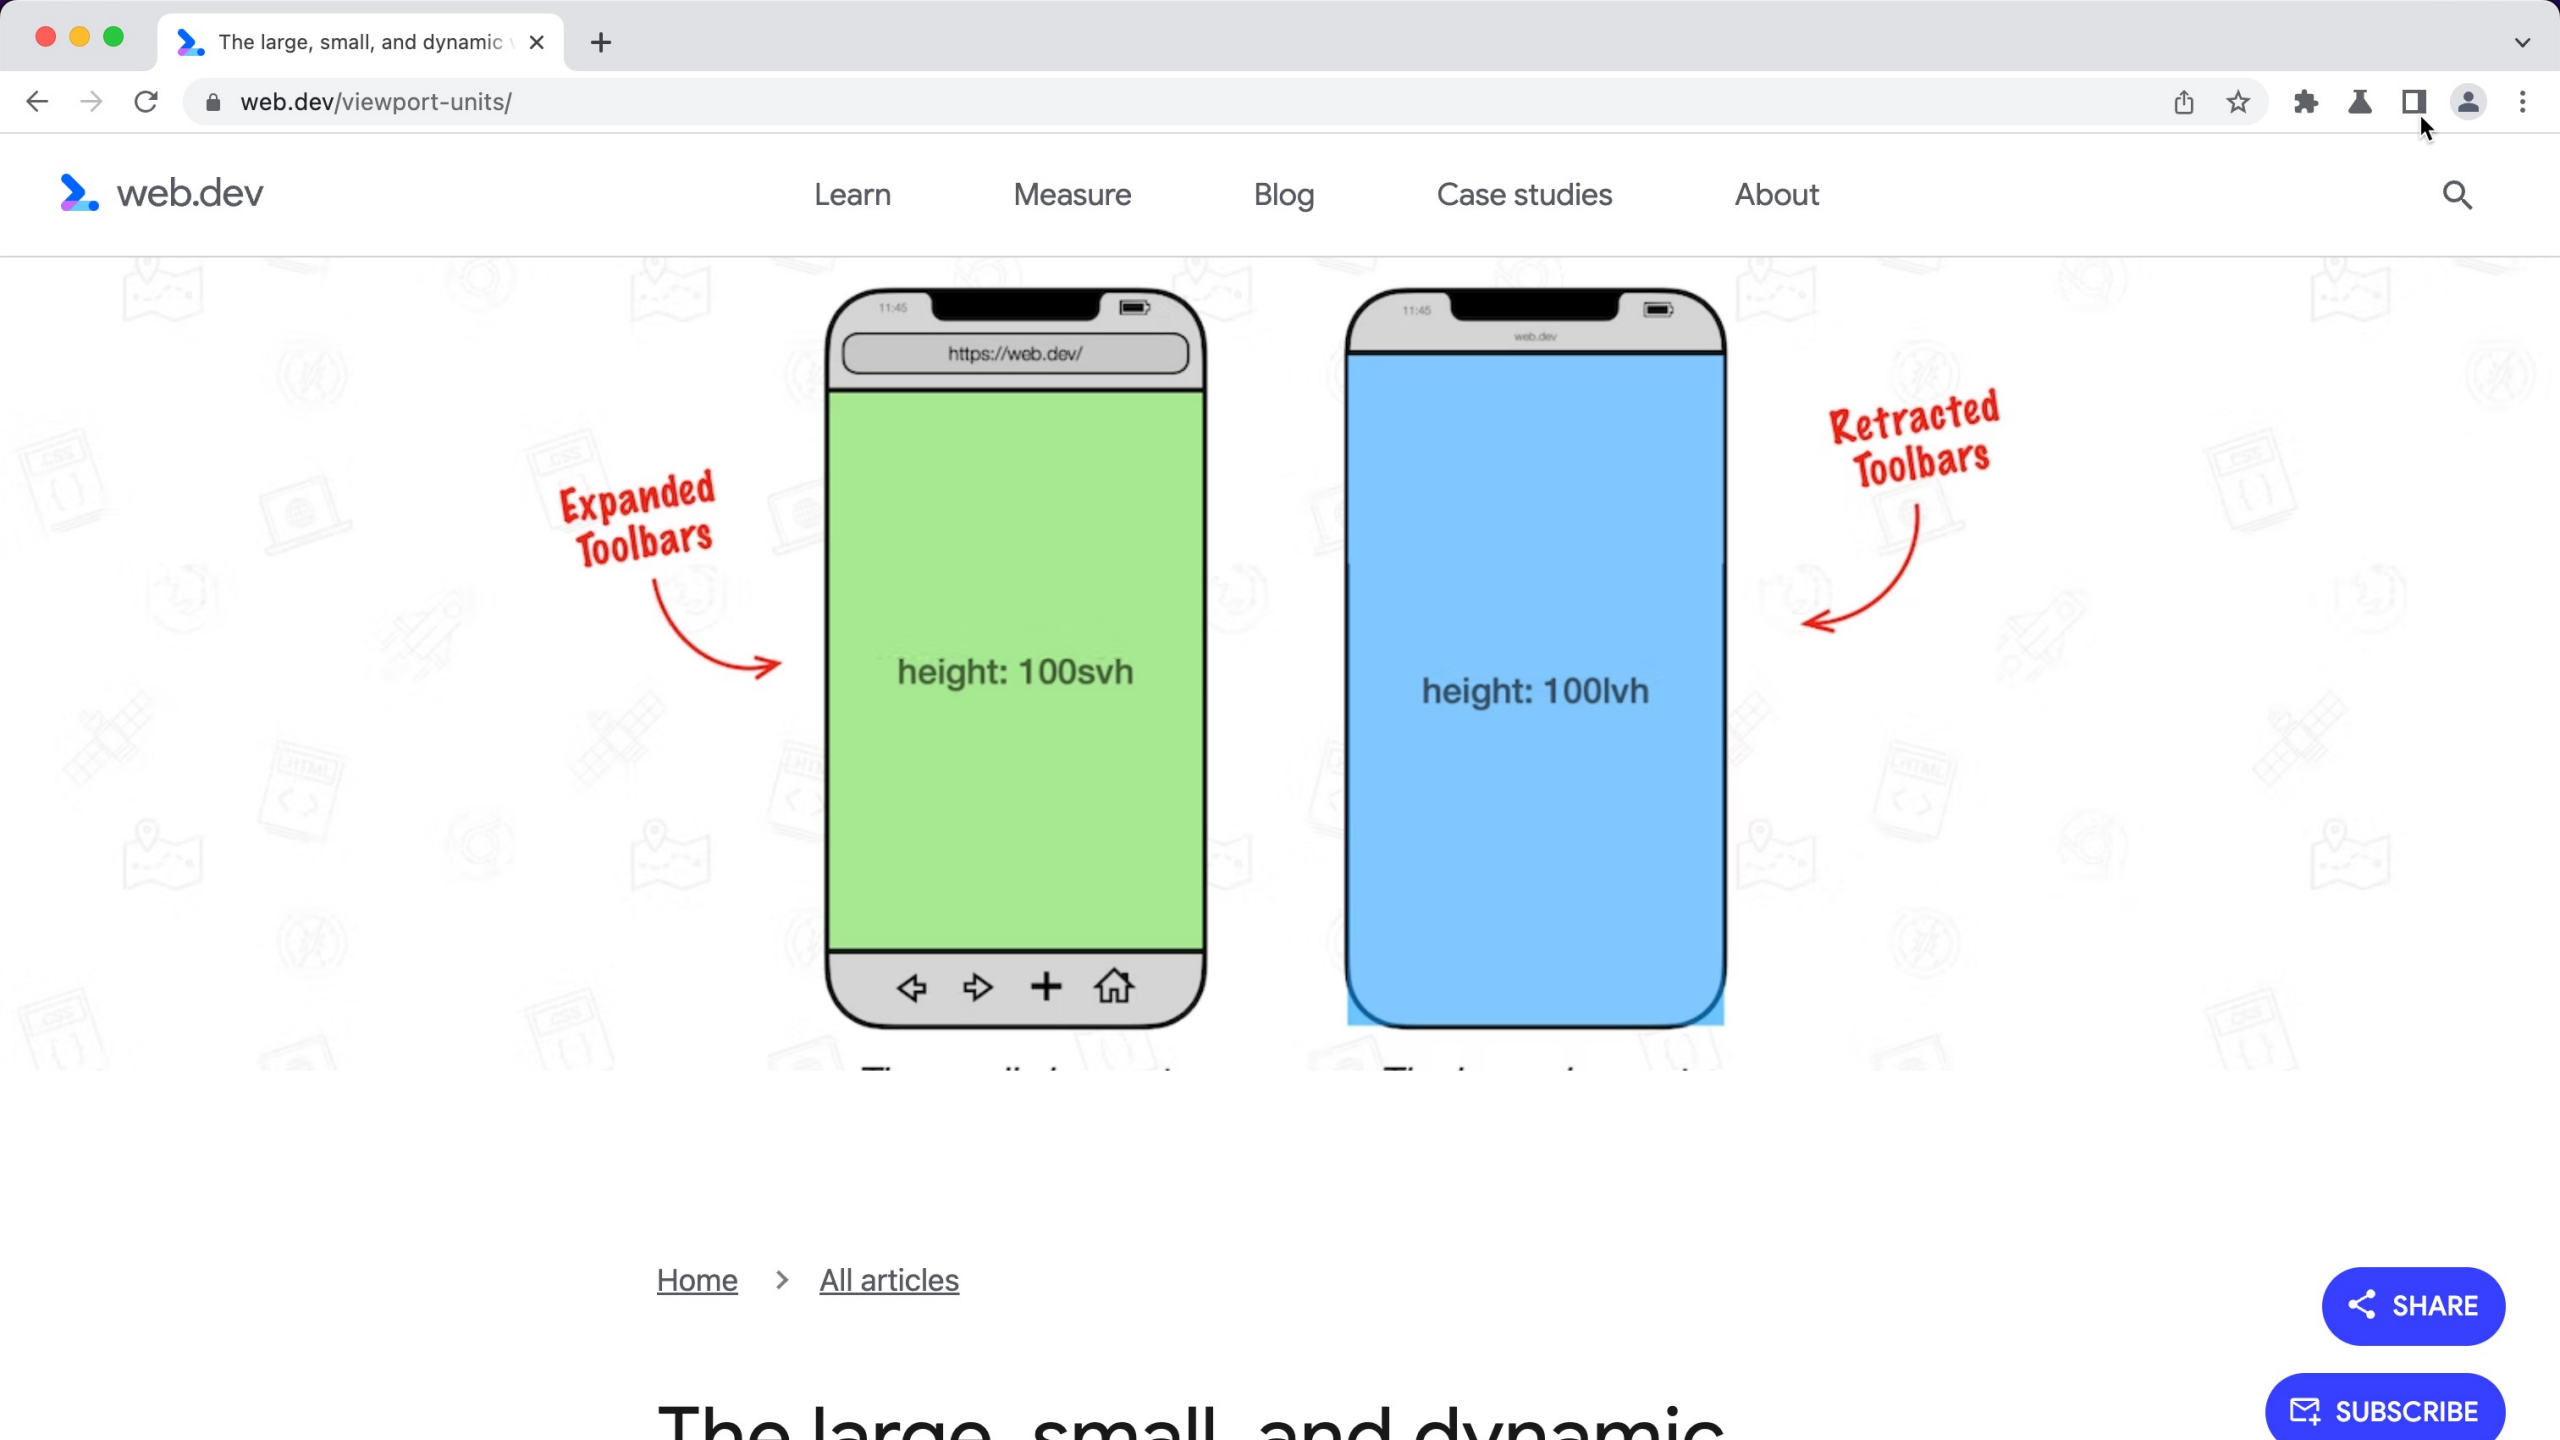 The large, small, and dynamic
web.dev/viewport-units/
web.dev
Learn
Measure
Blog
Case studies
About
11:45
https://web.dev/
11:45
web.dev
Expanded
Toolbars
Retracted
Toolbars
height: 100svh
height: 100lvh
Home
All articles
SHARE
The large, small, and dynamic
SUBSCRIBE